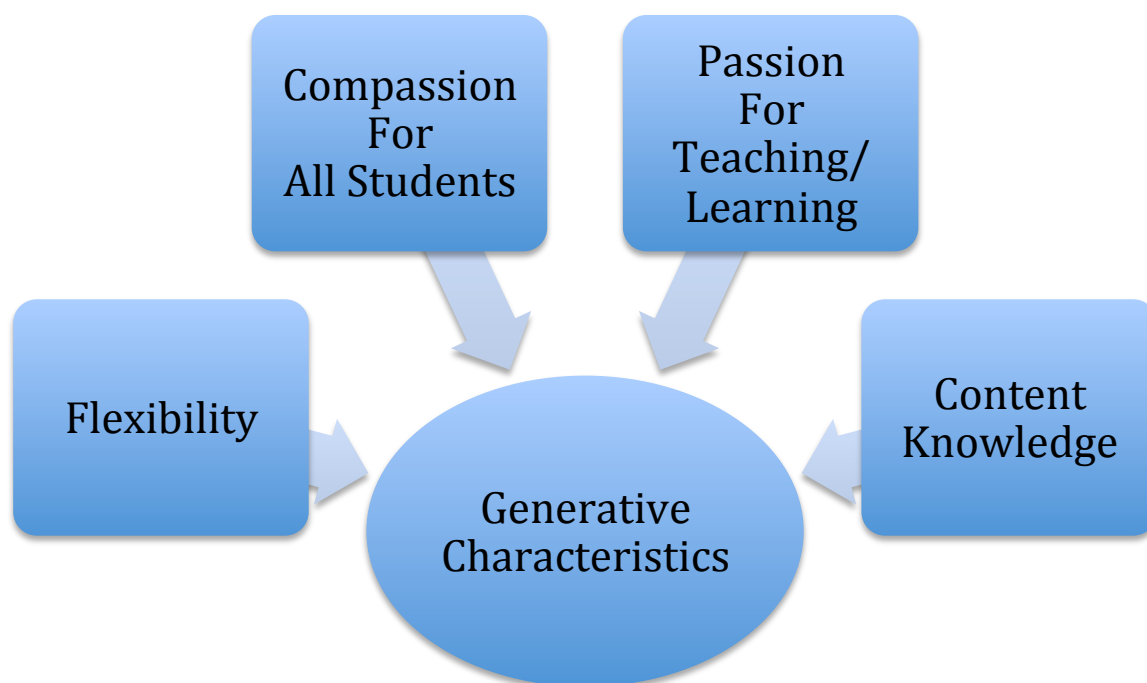 Compassion
For
All Students
Passion
For
Teaching/
Learning
Flexibility
Content
Knowledge
Generative
Characteristics